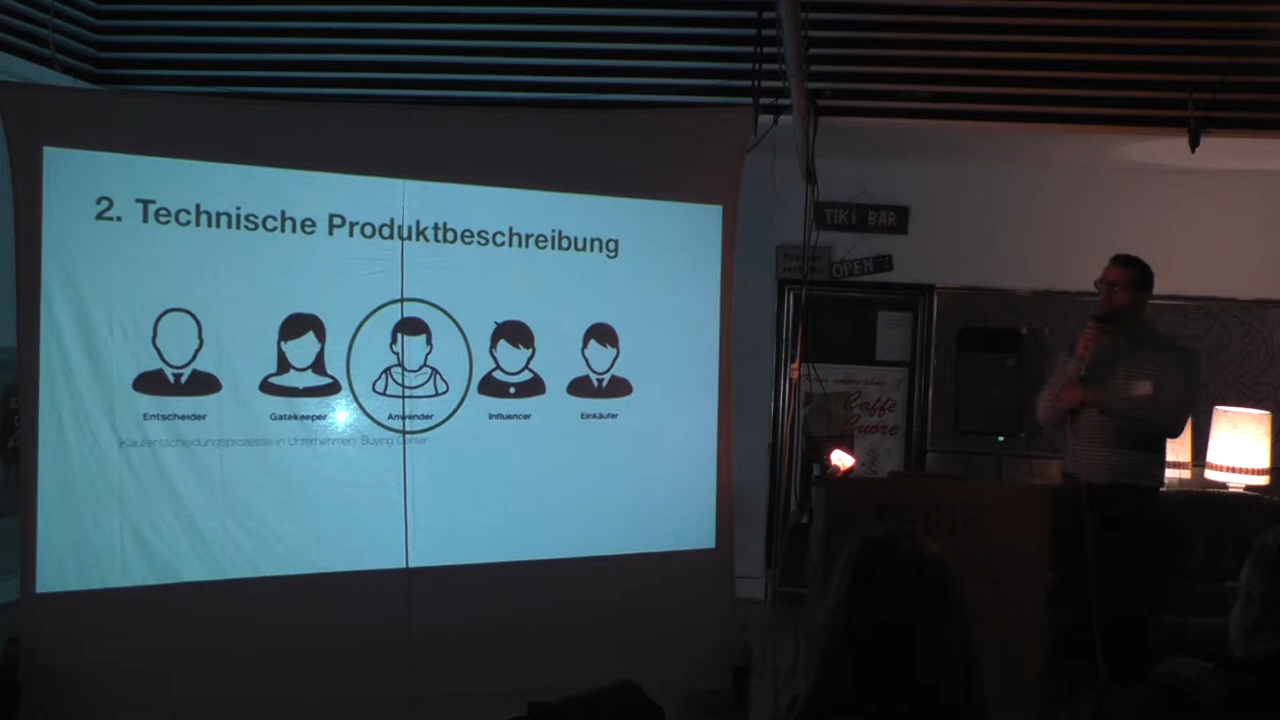 2. Technische Produktbeschreibung
Entscheider
Gatekeeper
Anwender
Influencer
Einkäufer
Kaufentscheidungsprozesse in Unternehmen: Buying Center
TIKI BAR
OPEN
Caffe
Cuore